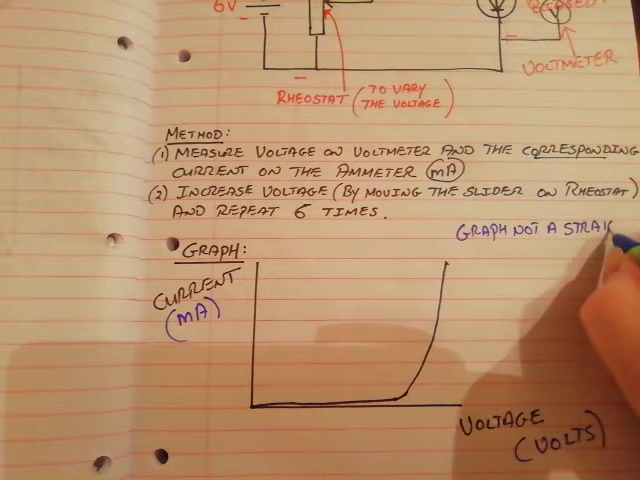 6V
-
V
VOLTMETER
-
RHEOSTAT (TO VARY
THE VOLTAGE)
METHOD:
(1) MEASURE VOLTAGE ON VOLTMETER AND THE CORRESPONDING
CURRENT ON THE AMMETER (mA)
(2) INCREASE VOLTAGE (BY MOVING THE SLIDER ON RHEOSTAT)
AND REPEAT 6 TIMES.
GRAPH NOT A STRAI
GRAPH:
CURRENT
(mA)
VOLTAGE
(VOLTS)